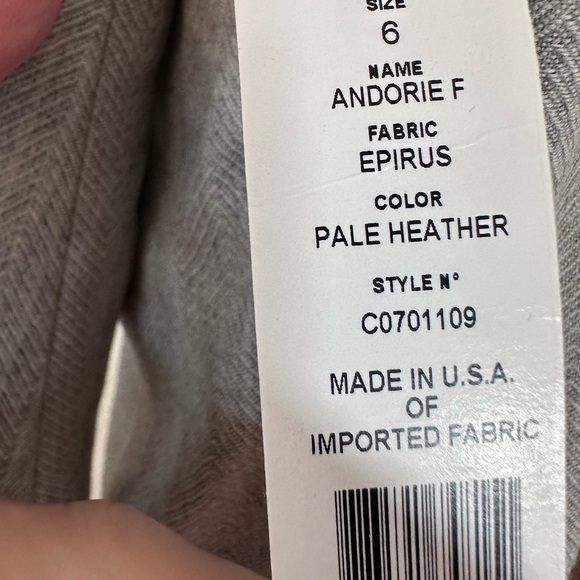 SIZE
6
NAME
ANDORIE F
FABRIC
EPIRUS
COLOR
PALE HEATHER
STYLE N°
C0701109
MADE IN U.S.A.
OF
IMPORTED FABRIC